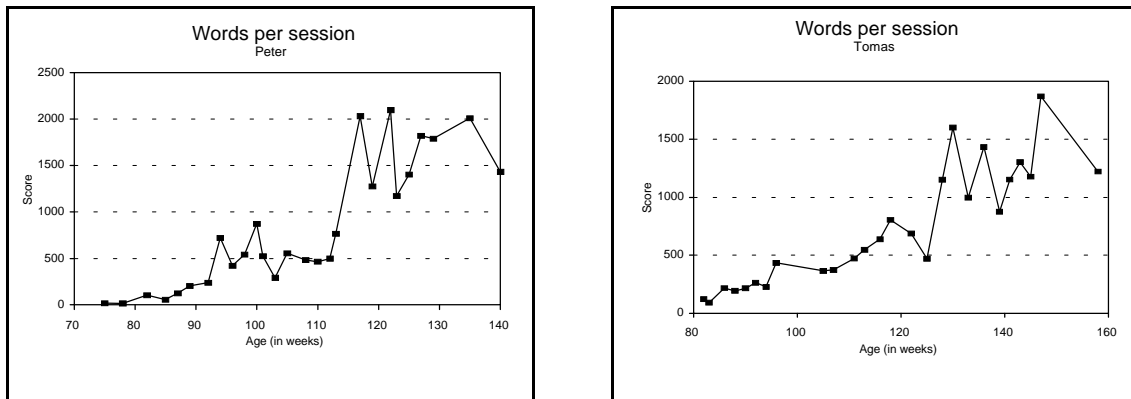 Words per session
Peter
2500
2000
1500
1000
500
0
Score
70 80 90 100 110 120 130 140
Age (in weeks)
Words per session
Tomas
2000
1500
1000
500
0
Score
80 100 120 140 160
Age (in weeks)